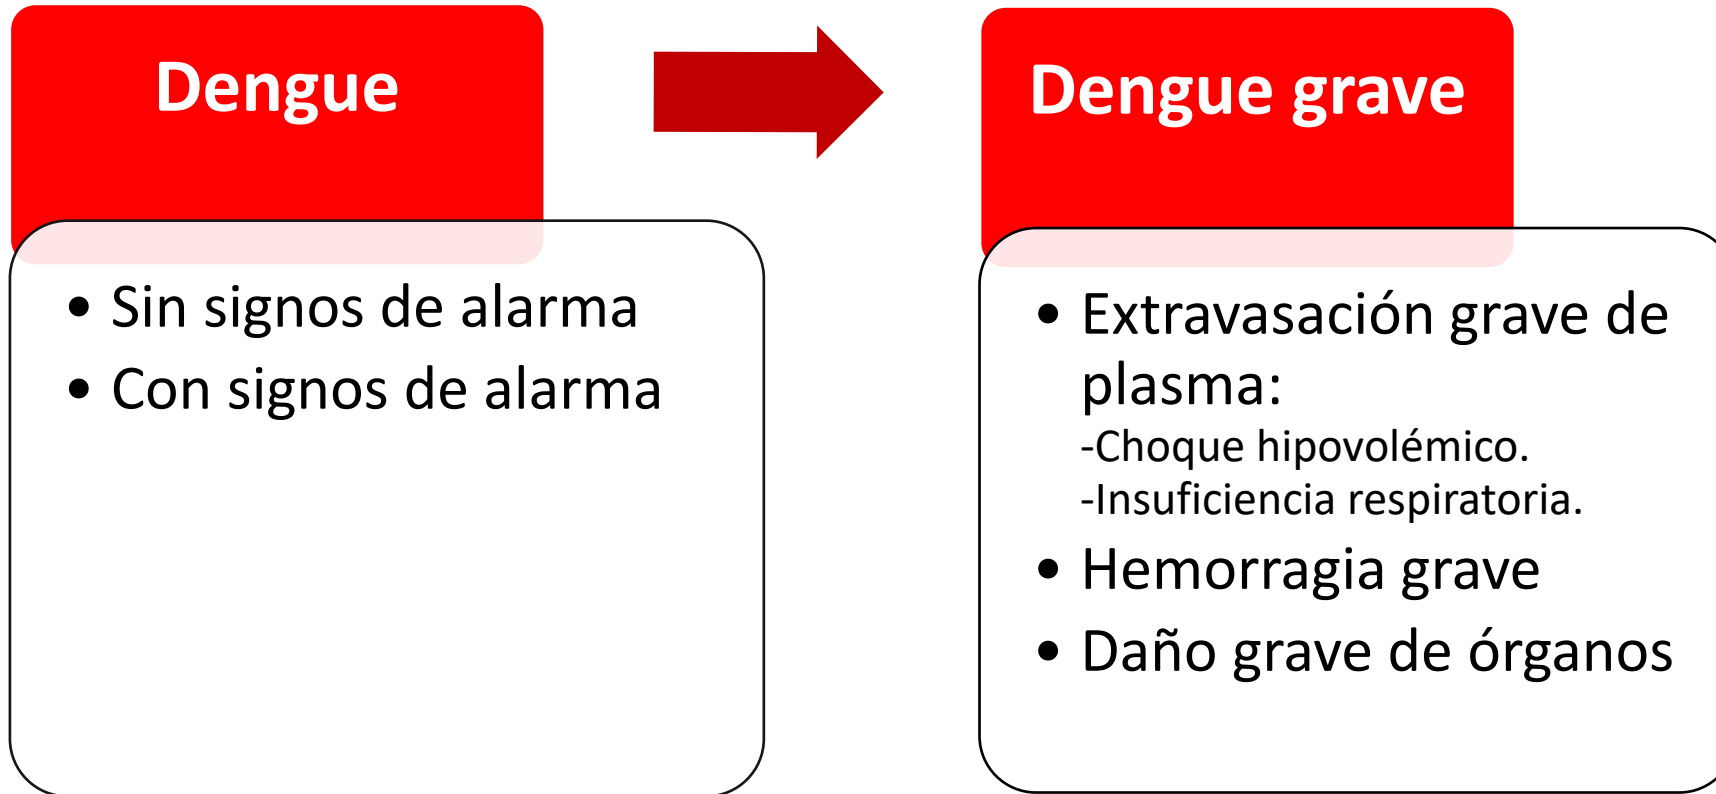 Dengue
• Sin signos de alarma
• Con signos de alarma
Dengue grave
• Extravasación grave de
plasma:
-Choque hipovolémico.
-Insuficiencia respiratoria.
• Hemorragia grave
• Daño grave de órganos